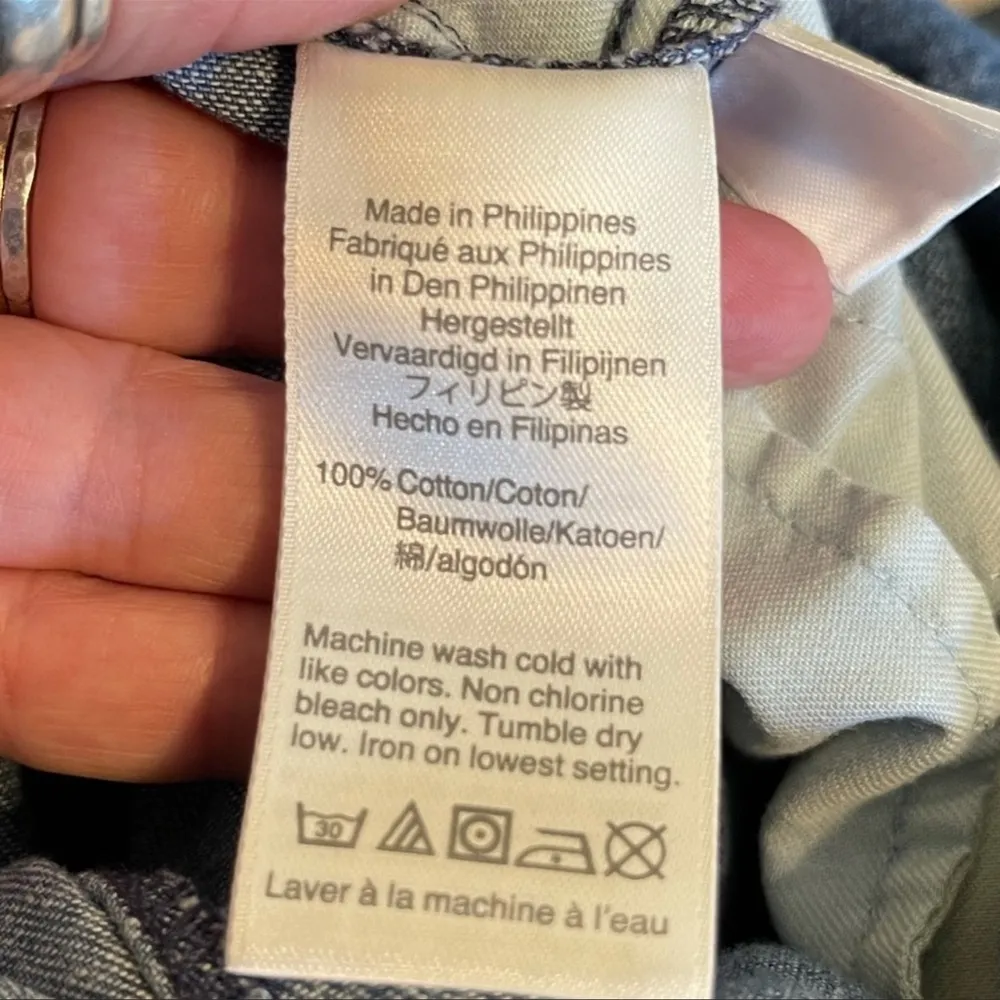 Made in Philippines
Fabriqué aux Philippines
in Den Philippinen
Hergestellt
Vervaardigd in Filipijnen
フィリピン製
Hecho en Filipinas
100% Cotton/Coton/
Baumwolle/Katoen/
綿/algodón
Machine wash cold with
like colors. Non chlorine
bleach only. Tumble dry
low. Iron on lowest setting.
30
Laver à la machine à l'eau